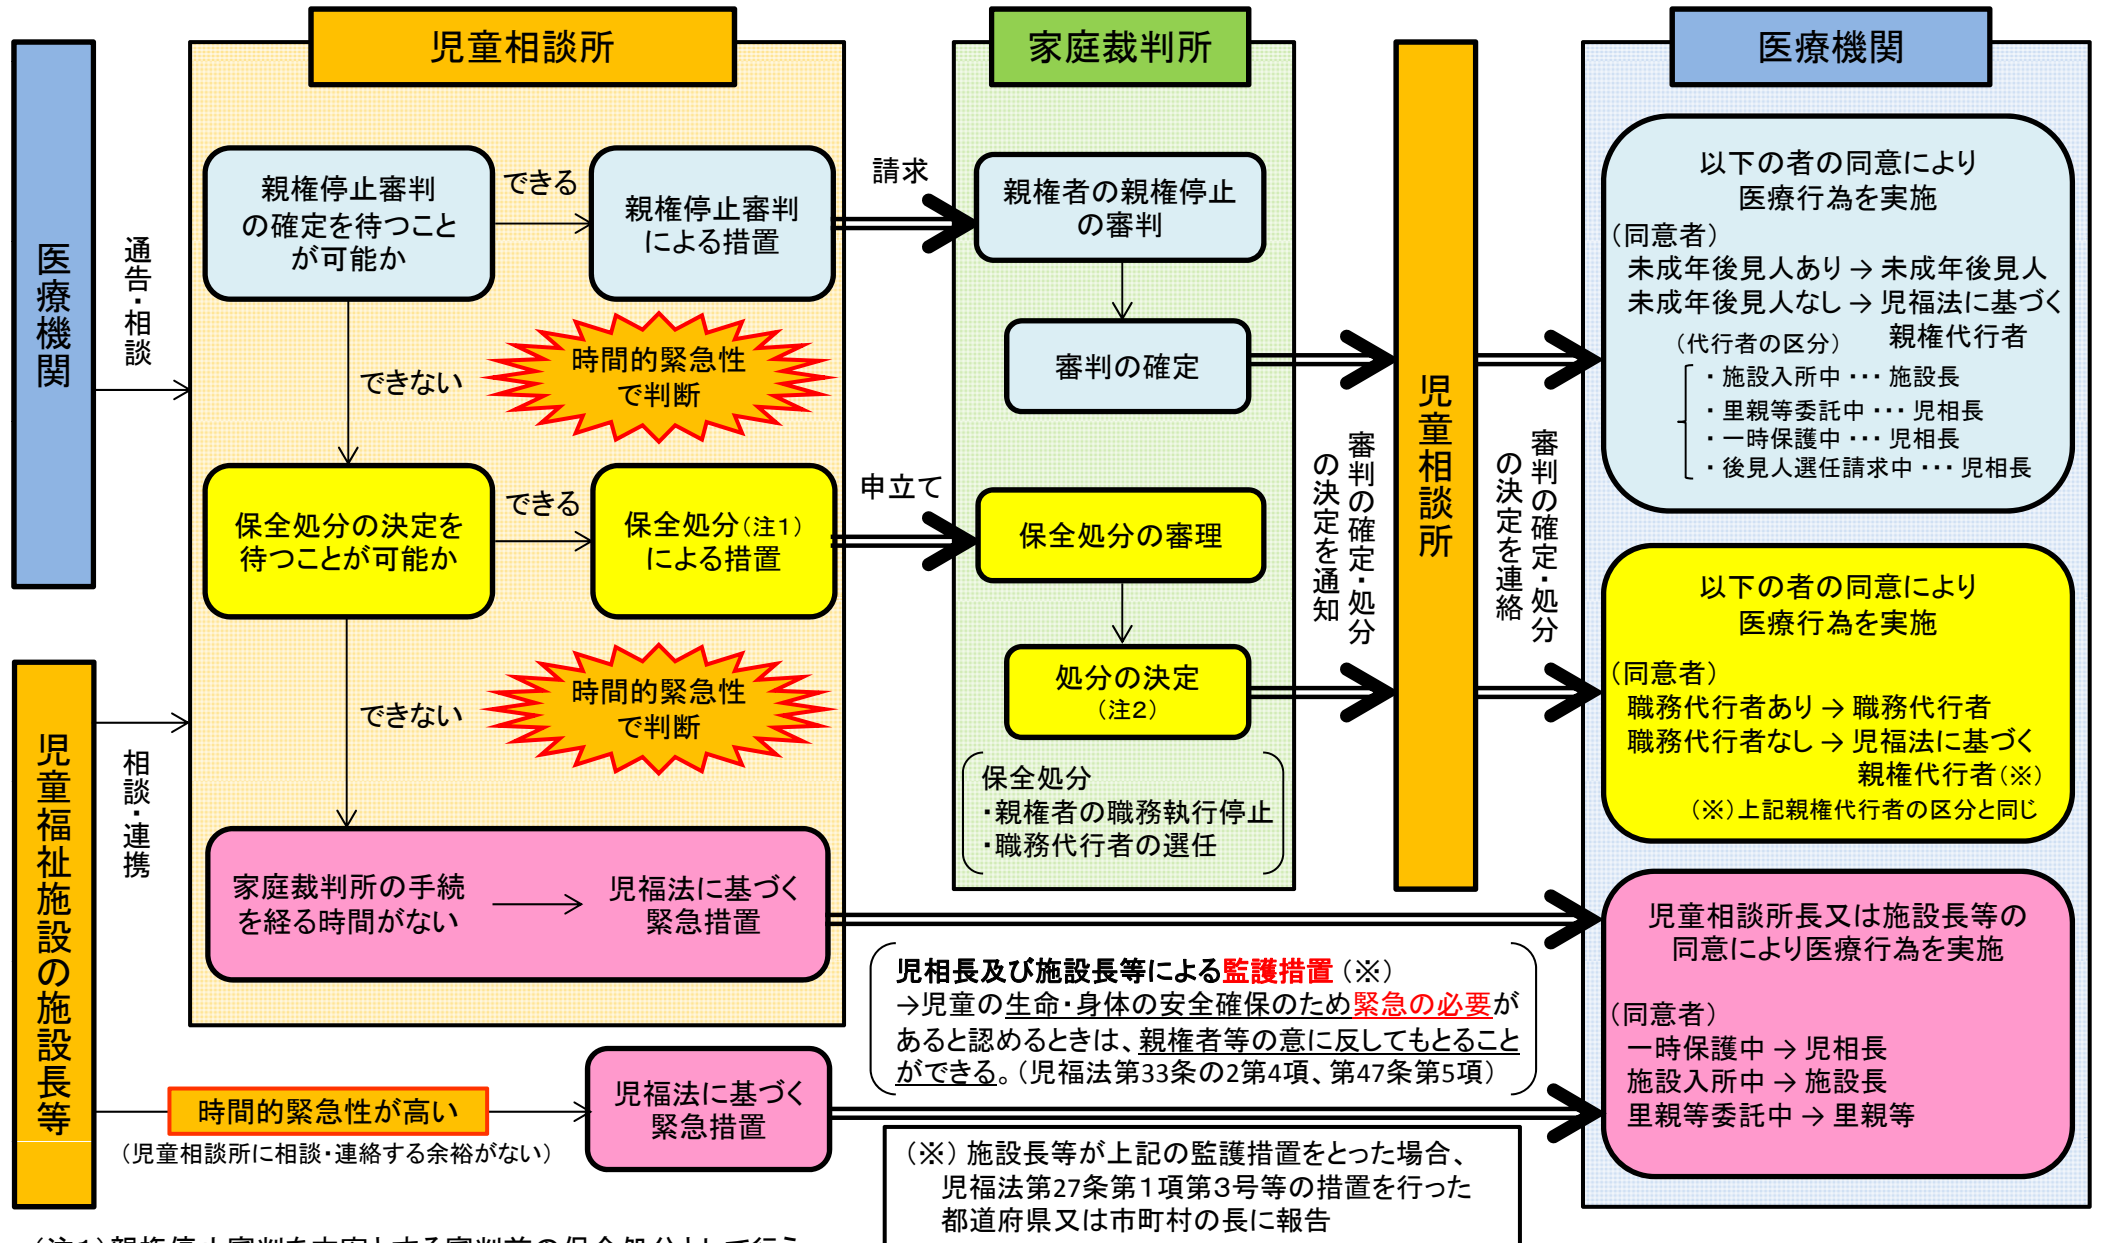 児童相談所
家庭裁判所
医療機関
医療機関
通告・相談
親権停止審判
の確定を待つこと
が可能か
できる
親権停止審判
による措置
請求
親権者の親権停止
の審判
審判の確定
できない
時間的緊急性
で判断
保全処分の決定を
待つことが可能か
できる
保全処分(注1)
による措置
申立て
保全処分の審理
処分の決定
(注2)
保全処分
・親権者の職務執行停止
・職務代行者の選任
できない
時間的緊急性
で判断
家庭裁判所の手続
を経る時間がない
→
児福法に基づく
緊急措置
審判の確定・処分
の決定を通知
児童相談所
審判の確定・処分
の決定を連絡
以下の者の同意により
医療行為を実施
(同意者)
未成年後見人あり → 未成年後見人
未成年後見人なし → 児福法に基づく
親権代行者
(代行者の区分)
・施設入所中 ・・・ 施設長
・里親等委託中 ・・・ 児相長
・一時保護中 ・・・ 児相長
・後見人選任請求中 ・・・ 児相長
以下の者の同意により
医療行為を実施
(同意者)
職務代行者あり → 職務代行者
職務代行者なし → 児福法に基づく
親権代行者(※)
(※)上記親権代行者の区分と同じ
児童相談所長又は施設長等の
同意により医療行為を実施
(同意者)
一時保護中 → 児相長
施設入所中 → 施設長
里親等委託中 → 里親等
児童福祉施設の施設長等
相談・連携
時間的緊急性が高い
(児童相談所に相談・連絡する余裕がない)
児福法に基づく
緊急措置
児相長及び施設長等による監護措置(※)
→児童の生命・身体の安全確保のため緊急の必要が
あると認めるときは、親権者等の意に反してもとること
ができる。(児福法第33条の2第4項、第47条第5項)
(※) 施設長等が上記の監護措置をとった場合、
児福法第27条第1項第3号等の措置を行った
都道府県又は市町村の長に報告
(注1)親権停止審判を本案とする審判前の保全処分として行う